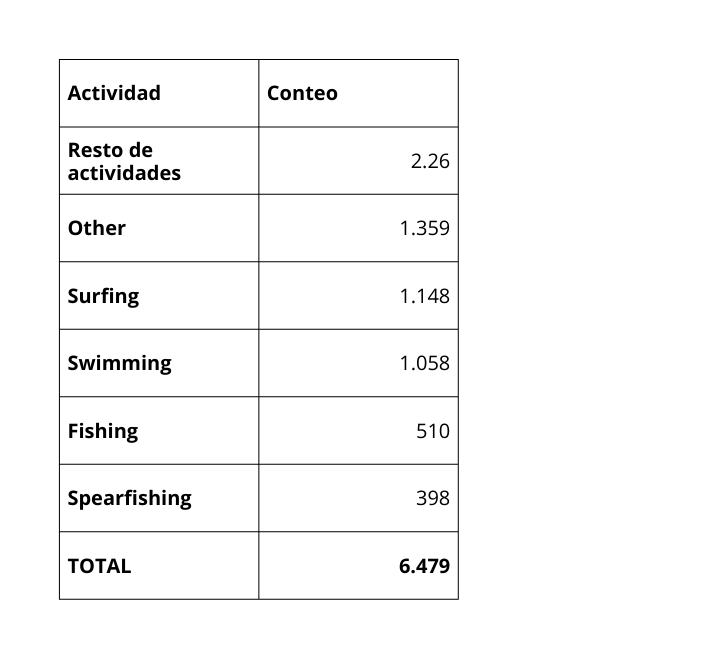 Actividad Conteo
Resto de
actividades 2.26
Other 1.359
Surfing 1.148
Swimming 1.058
Fishing 510
Spearfishing 398
TOTAL 6.479